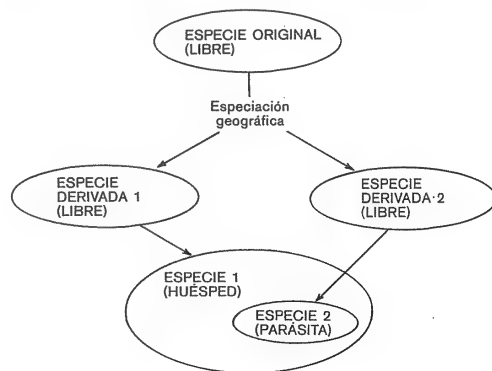 ESPECIE ORIGINAL
(LIBRE)
Especiación
geográfica
ESPECIE
DERIVADA 1
(LIBRE)
ESPECIE
DERIVADA 2
(LIBRE)
ESPECIE 1
(HUÉSPED)
ESPECIE 2
(PARÁSITA)